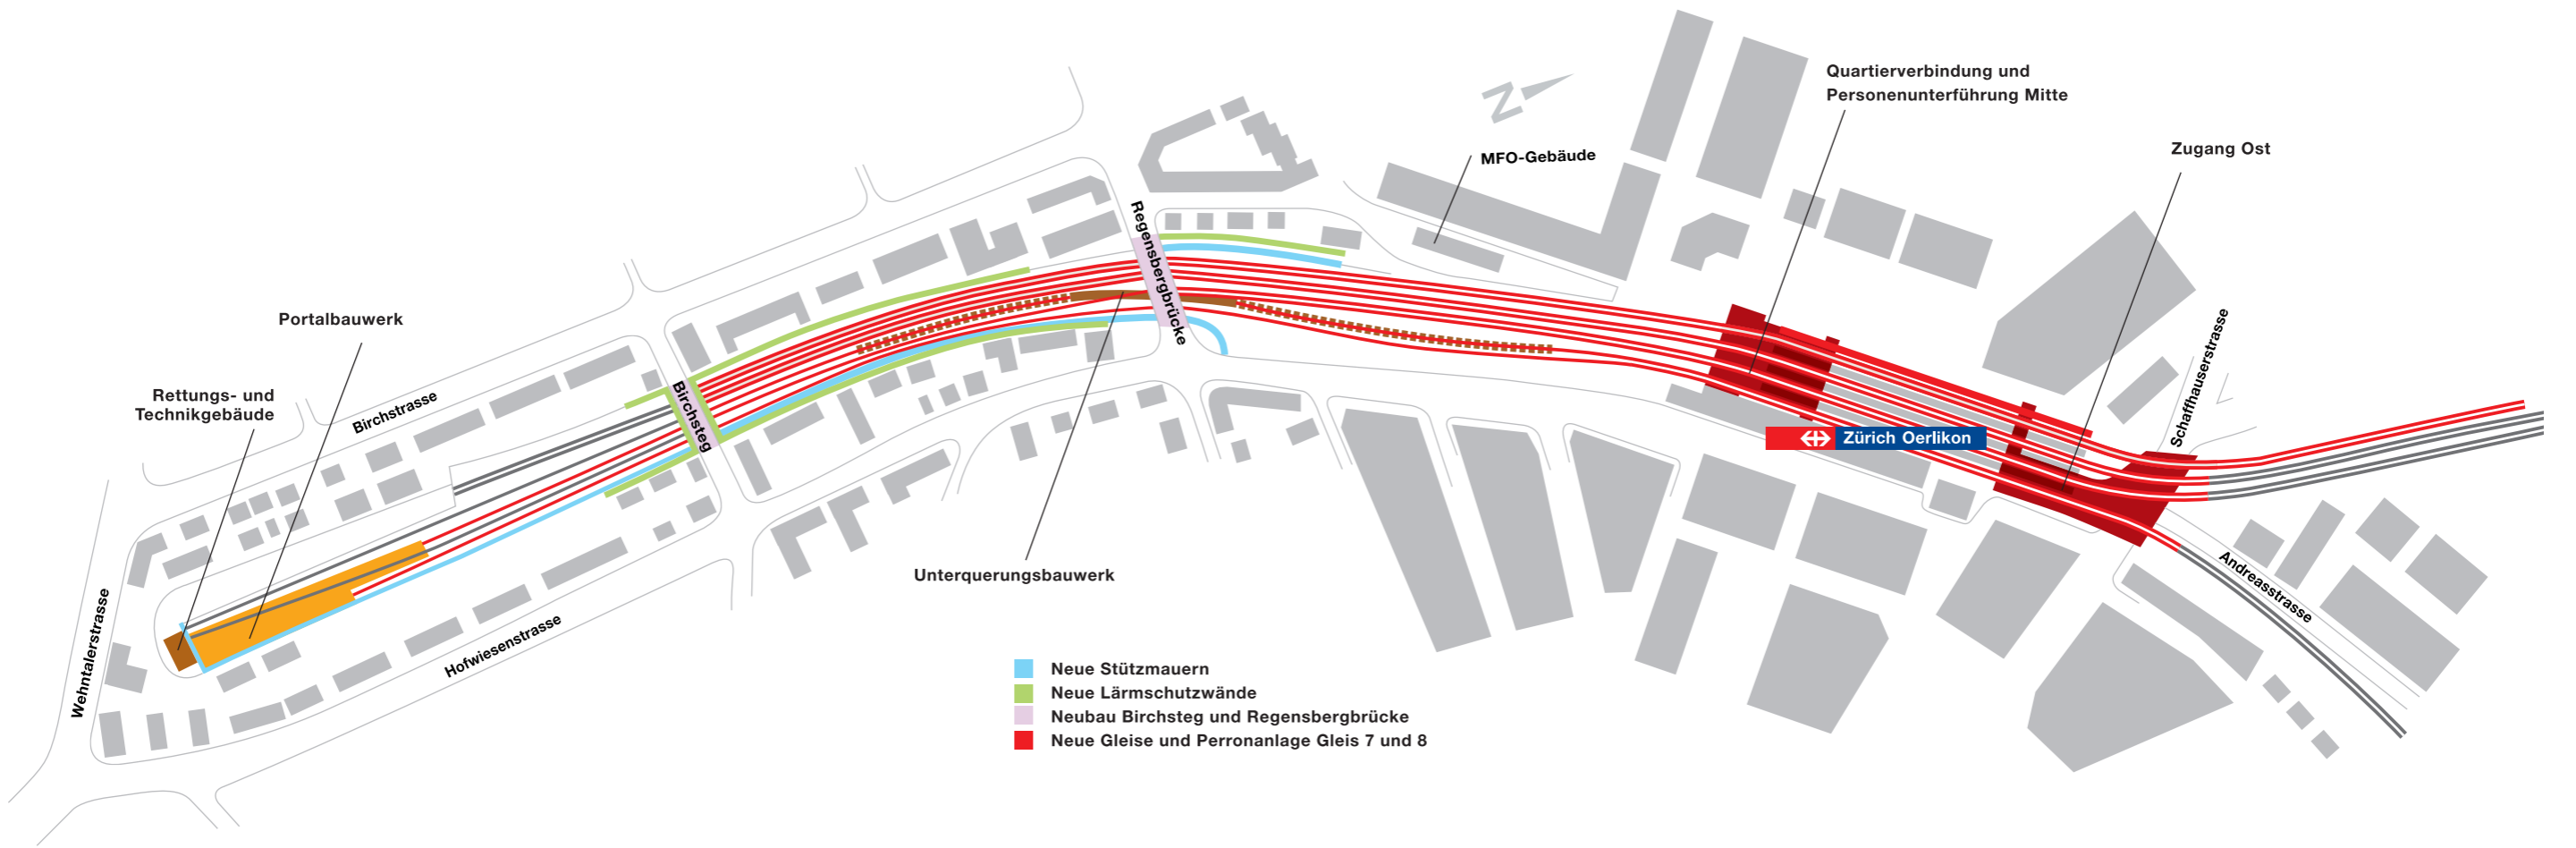 Quartierverbindung und
Personenunterführung Mitte
Zugang Ost
MFO-Gebäude
N
Regensbergbrücke
Portalbauwerk
Schaffhauserstrasse
Rettungs- und
Technikgebäude
Birchstrasse
Birchsteg
Zürich Oerlikon
Unterquerungsbauwerk
Andreasstrasse
Wehntalerstrasse
Hofwiesenstrasse
Neue Stützmauern
Neue Lärmschutzwände
Neubau Birchsteg und Regensbergbrücke
Neue Gleise und Perronanlage Gleis 7 und 8